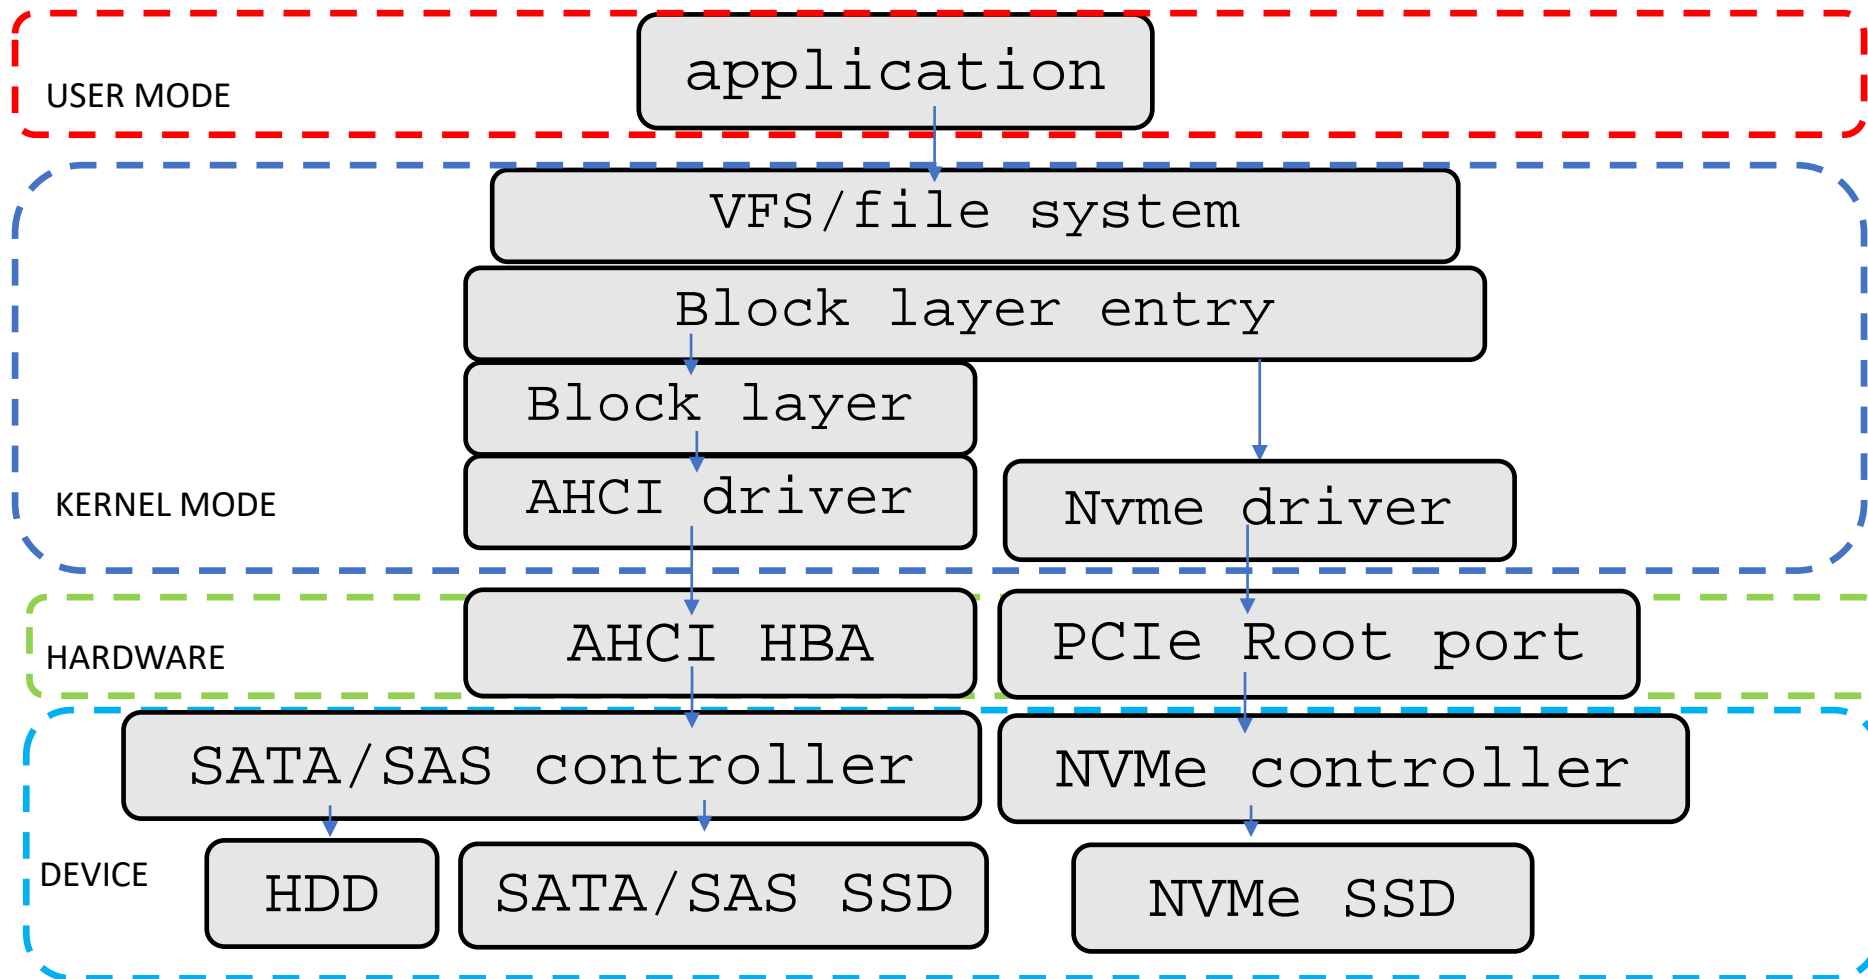 application
USER MODE
VFS/file system
Block layer entry
Block layer
AHCI driver
Nvme driver
KERNEL MODE
AHCI HBA
PCIe Root port
HARDWARE
SATA/SAS controller
NVMe controller
DEVICE
HDD
SATA/SAS SSD
NVMe SSD